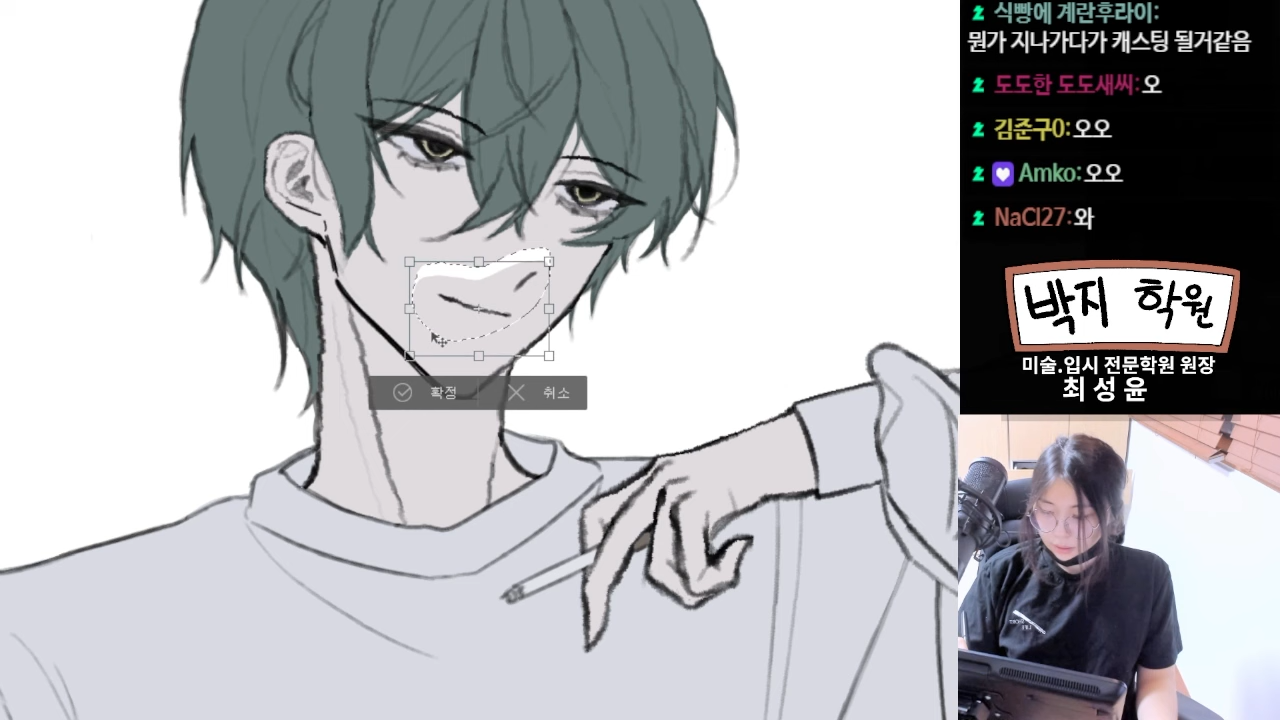 식빵에 계란후라이:
뭔가 지나가다가 캐스팅 될거같음
도도한 도도새씨: 오
김준구0: 오오
Amko: 오오
NaCl27: 와
박지 학원
미술.입시 전문학원 원장
최성윤
확정 취소